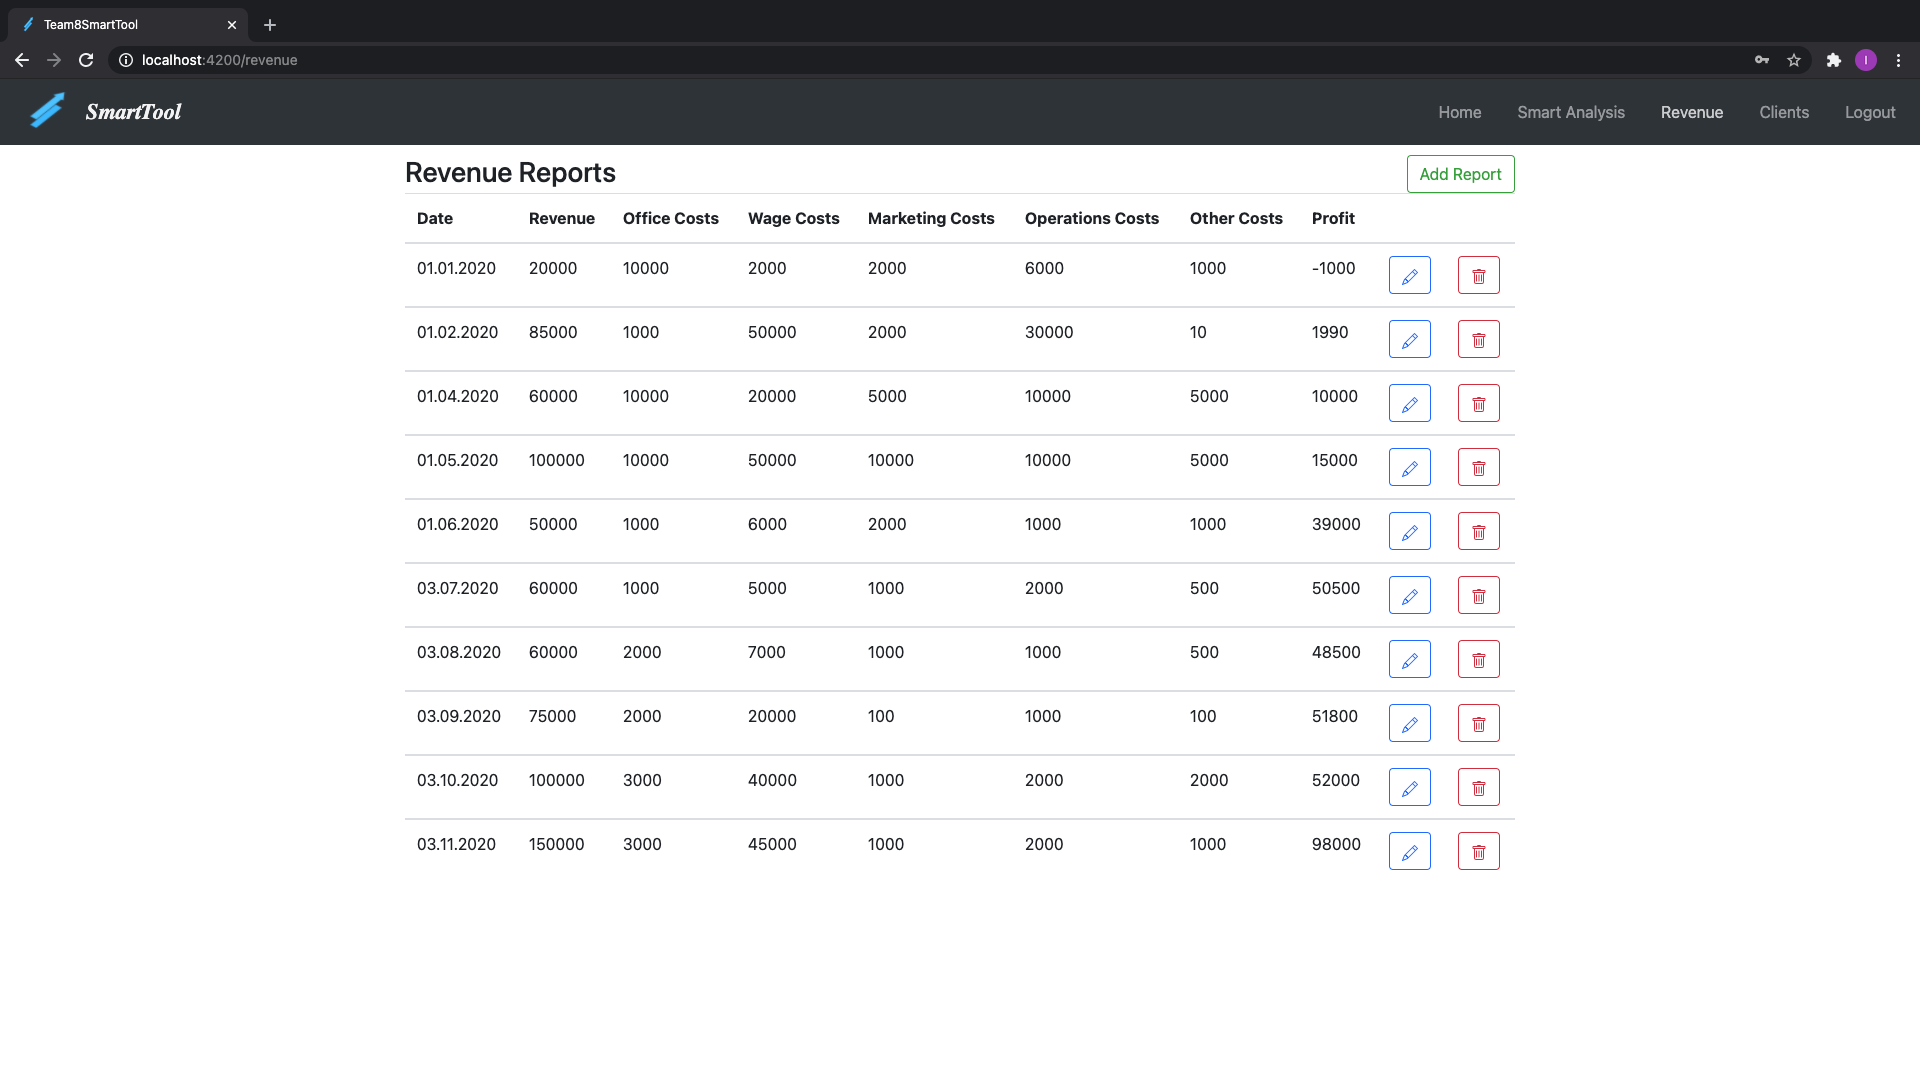 Team8SmartTool
localhost:4200/revenue
I
SmartTool
Home Smart Analysis Revenue Clients Logout
Revenue Reports
Add Report
Date Revenue Office Costs Wage Costs Marketing Costs Operations Costs Other Costs Profit
01.01.2020 20000 10000 2000 2000 6000 1000 -1000
01.02.2020 85000 1000 50000 2000 30000 10 1990
01.04.2020 60000 10000 20000 5000 10000 5000 10000
01.05.2020 100000 10000 50000 10000 10000 5000 15000
01.06.2020 50000 1000 6000 2000 1000 1000 39000
03.07.2020 60000 1000 5000 1000 2000 500 50500
03.08.2020 60000 2000 7000 1000 1000 500 48500
03.09.2020 75000 2000 20000 100 1000 100 51800
03.10.2020 100000 3000 40000 1000 2000 2000 52000
03.11.2020 150000 3000 45000 1000 2000 1000 98000